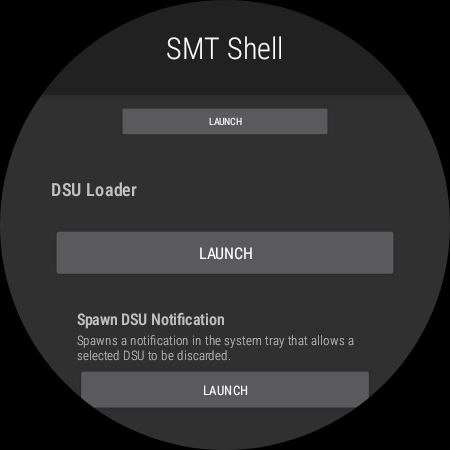 SMT Shell
LAUNCH
DSU Loader
LAUNCH
Spawn DSU Notification
Spawns a notification in the system tray that allows a
selected DSU to be discarded.
LAUNCH